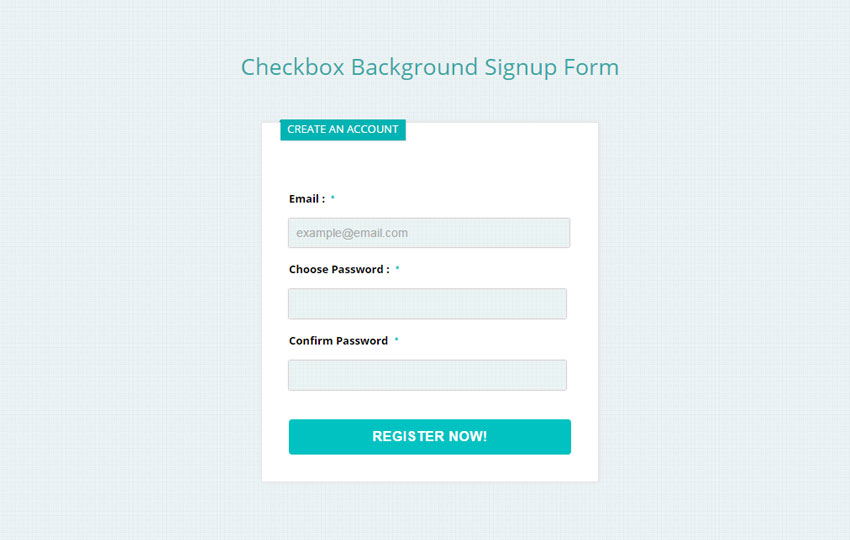 Checkbox Background Signup Form
CREATE AN ACCOUNT
Email : *
example@email.com
Choose Password : *
Confirm Password *
REGISTER NOW!